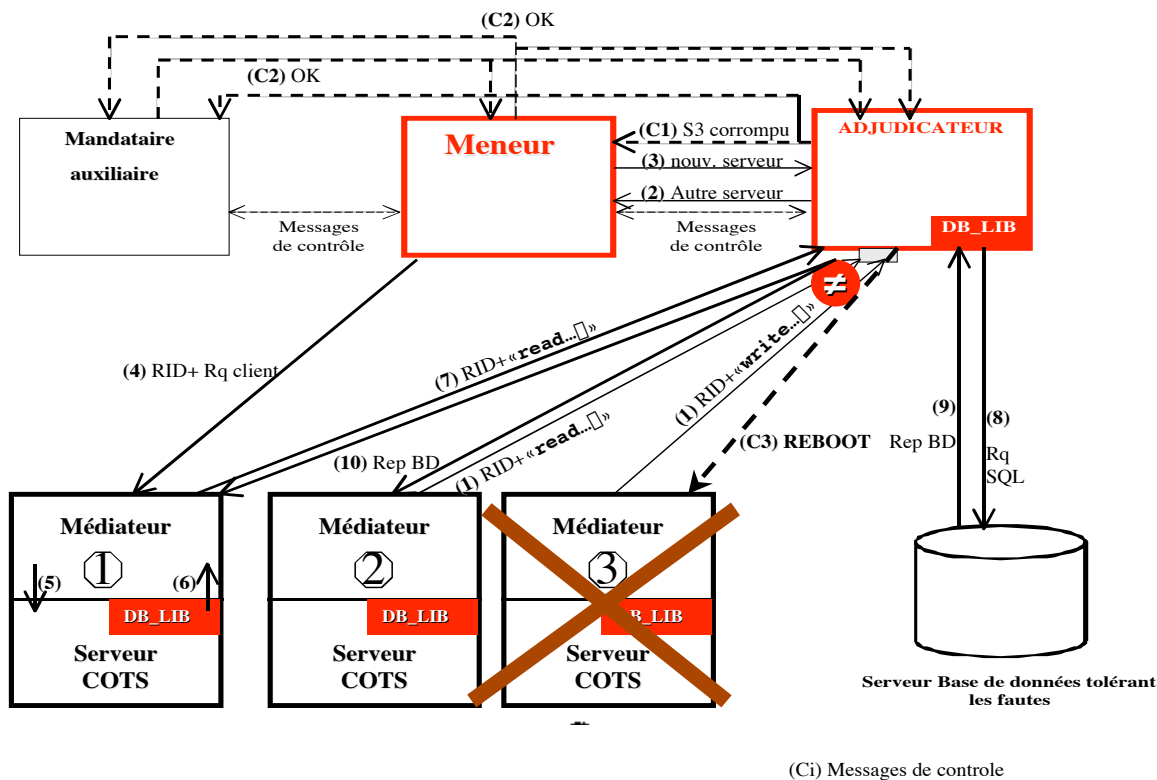 (C2) OK
(C2) OK
Mandataire
auxiliaire
Meneur
ADJUDICATEUR
(C1) S3 corrompu
(3) nouv. serveur
(2) Autre serveur
DB_LIB
Messages
de contrôle
Messages
de contrôle
≠
(4) RID+ Rq client
(7) RID+«read…▯»
(1) RID+«read…▯»
(1) RID+«write…▯»
(C3) REBOOT
(10) Rep BD
(9)
Rep BD
(8)
Rq
SQL
Médiateur
1
(5)
(6)
DB_LIB
Serveur
COTS
Médiateur
2
DB_LIB
Serveur
COTS
Médiateur
3
_LIB
Serveur
COTS
Serveur Base de données tolérant
les fautes
(Ci) Messages de controle